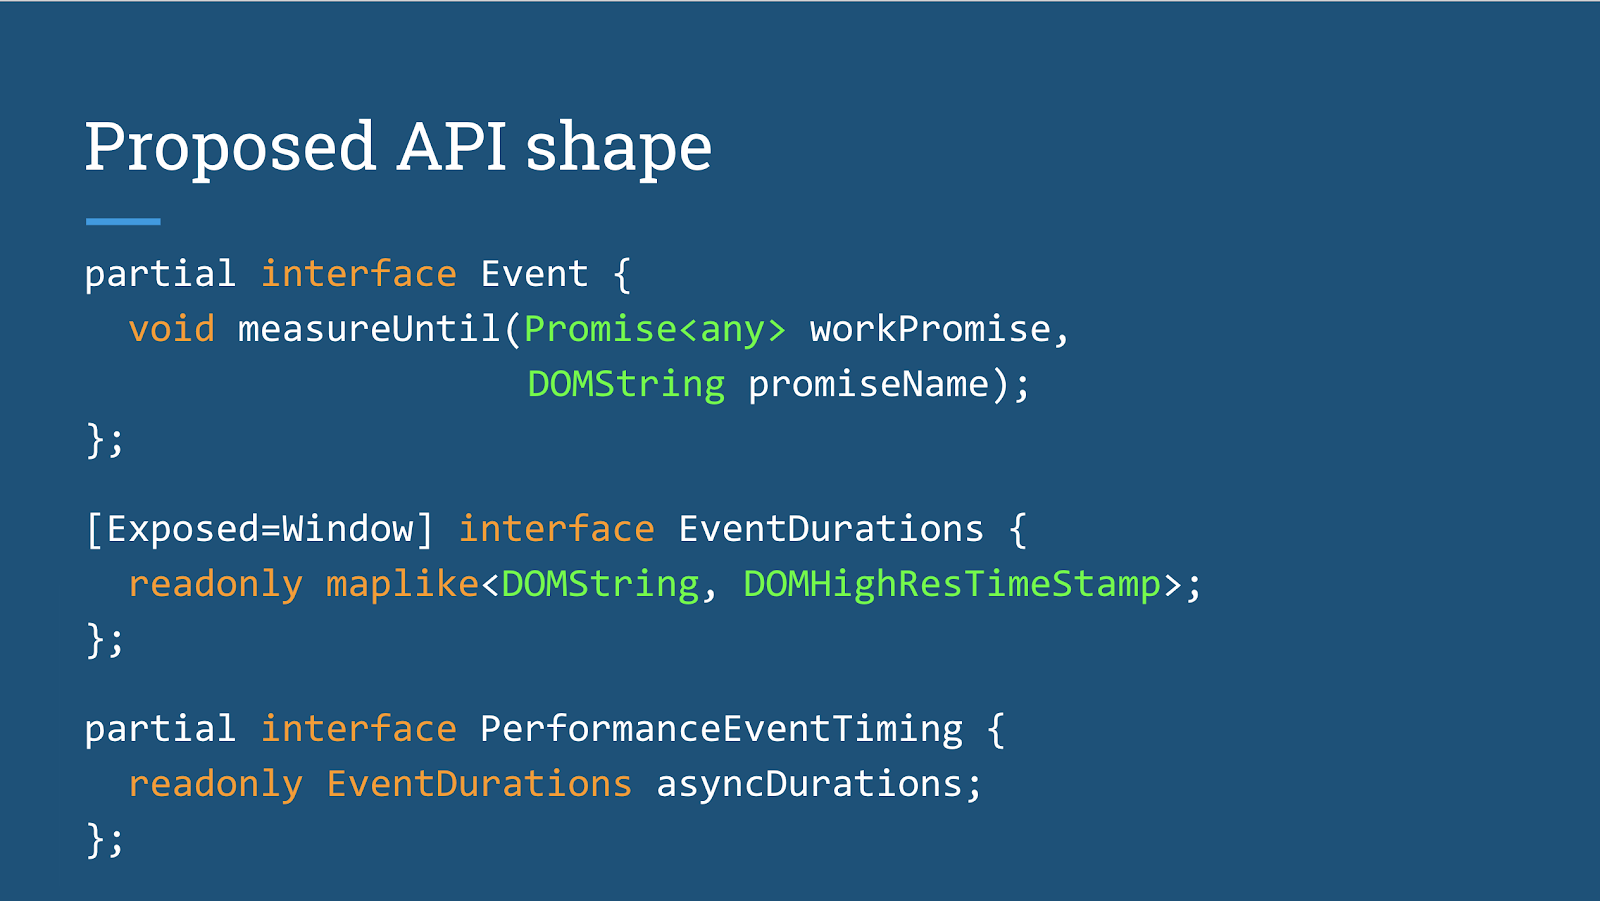 Proposed API shape
partial interface Event {
  void measureUntil(Promise<any> workPromise,
                    DOMString promiseName);
};
[Exposed=Window] interface EventDurations {
  readonly maplike<DOMString, DOMHighResTimeStamp>;
};
partial interface PerformanceEventTiming {
  readonly EventDurations asyncDurations;
};